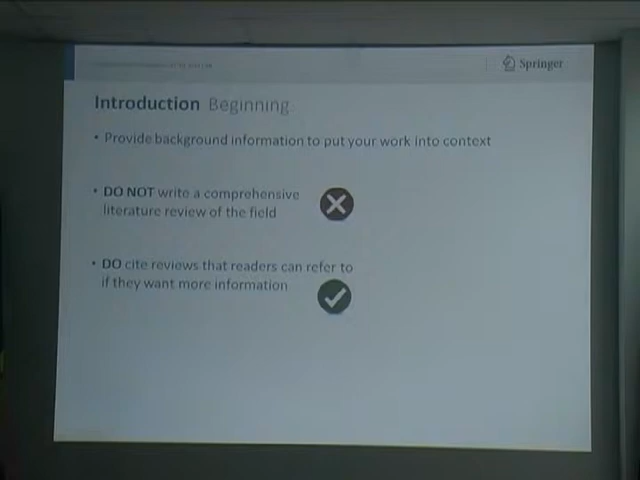 Springer
Introduction Beginning
• Provide background information to put your work into context
• DO NOT write a comprehensive
literature review of the field
• DO cite reviews that readers can refer to
if they want more information